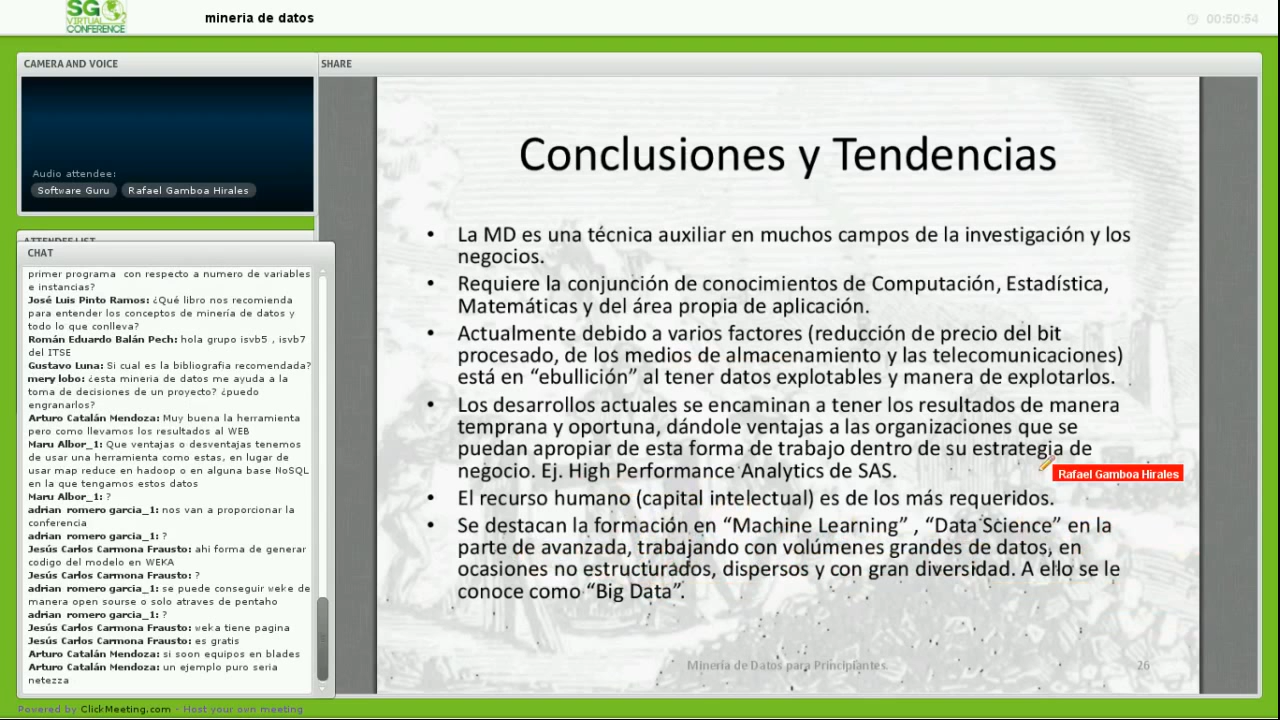 SG
VIRTUAL
CONFERENCE
mineria de datos
00:50:54
CAMERA AND VOICE
SHARE
Audio attendee:
Software Guru
Rafael Gamboa Hirales
ATTENDEE LIST
CHAT
primer programa con respecto a numero de variables
e instancias?
José Luis Pinto Ramos: ¿Qué libro nos recomienda
para entender los conceptos de minería de datos y
todo lo que conlleva?
Román Eduardo Balán Pech: hola grupo isvb5 , isvb7
del ITSE
Gustavo Luna: Si cual es la bibliografia recomendada?
mery lobo: ¿esta mineria de datos me ayuda a la
toma de decisiones de un proyecto? ¿puedo
engranarlos?
Arturo Catalán Mendoza: Muy buena la herramienta
pero como llevamos los resultados al WEB
Maru Albor_1: Que ventajas o desventajas tenemos
de usar una herramienta como estas, en lugar de
usar map reduce en hadoop o en alguna base NoSQL
en la que tengamos estos datos
Maru Albor_1: ?
adrian romero garcia_1: nos van a proporcionar la
conferencia
adrian romero garcia_1: ?
Jesús Carlos Carmona Frausto: ahi forma de generar
codigo del modelo en WEKA
Jesús Carlos Carmona Frausto: ?
adrian romero garcia_1: se puede conseguir weke de
manera open sourse o solo atraves de pentaho
adrian romero garcia_1: ?
Jesús Carlos Carmona Frausto: weka tiene pagina
Jesús Carlos Carmona Frausto: es gratis
Arturo Catalán Mendoza: si soon equipos en blades
Arturo Catalán Mendoza: un ejemplo puro seria
netezza
Conclusiones y Tendencias
• La MD es una técnica auxiliar en muchos campos de la investigación y los
negocios.
• Requiere la conjunción de conocimientos de Computación, Estadística,
Matemáticas y del área propia de aplicación.
• Actualmente debido a varios factores (reducción de precio del bit
procesado, de los medios de almacenamiento y las telecomunicaciones)
está en “ebullición” al tener datos explotables y manera de explotarlos.
• Los desarrollos actuales se encaminan a tener los resultados de manera
temprana y oportuna, dándole ventajas a las organizaciones que se
puedan apropiar de esta forma de trabajo dentro de su estrategia de
negocio. Ej. High Performance Analytics de SAS.
Rafael Gamboa Hirales
• El recurso humano (capital intelectual) es de los más requeridos.
• Se destacan la formación en “Machine Learning” , “Data Science” en la
parte de avanzada, trabajando con volúmenes grandes de datos, en
ocasiones no estructurados, dispersos y con gran diversidad. A ello se le
conoce como “Big Data”.
Minería de Datos para Principiantes
26
Powered by ClickMeeting.com - Host your own meeting